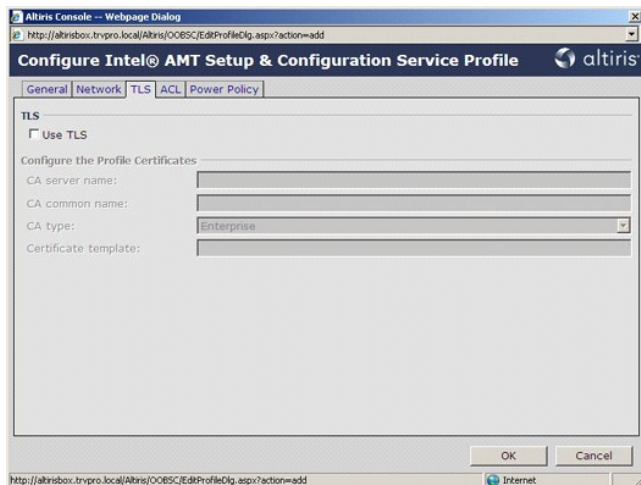 Altiris Console -- Webpage Dialog
http://altirisbox.trvpro.local/Altiris/OOBSC/EditProfileDlg.aspx?action=add
Configure Intel® AMT Setup & Configuration Service Profile
altiris
General Network TLS ACL Power Policy
TLS
Use TLS
Configure the Profile Certificates
CA server name:
CA common name:
CA type: Enterprise
Certificate template:
OK Cancel
http://altirisbox.trvpro.local/Altiris/OOBSC/EditProfileDlg.aspx?action=add Internet